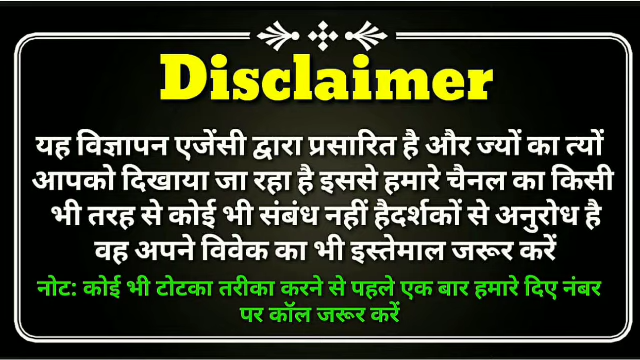 Disclaimer
यह विज्ञापन एजेंसी द्वारा प्रसारित है और ज्यों का त्यों
आपको दिखाया जा रहा है इससे हमारे चैनल का किसी
भी तरह से कोई भी संबंध नहीं हैदर्शकों से अनुरोध है
वह अपने विवेक का भी इस्तेमाल जरूर करें
नोट: कोई भी टोटका तरीका करने से पहले एक बार हमारे दिए नंबर
पर कॉल जरूर करें